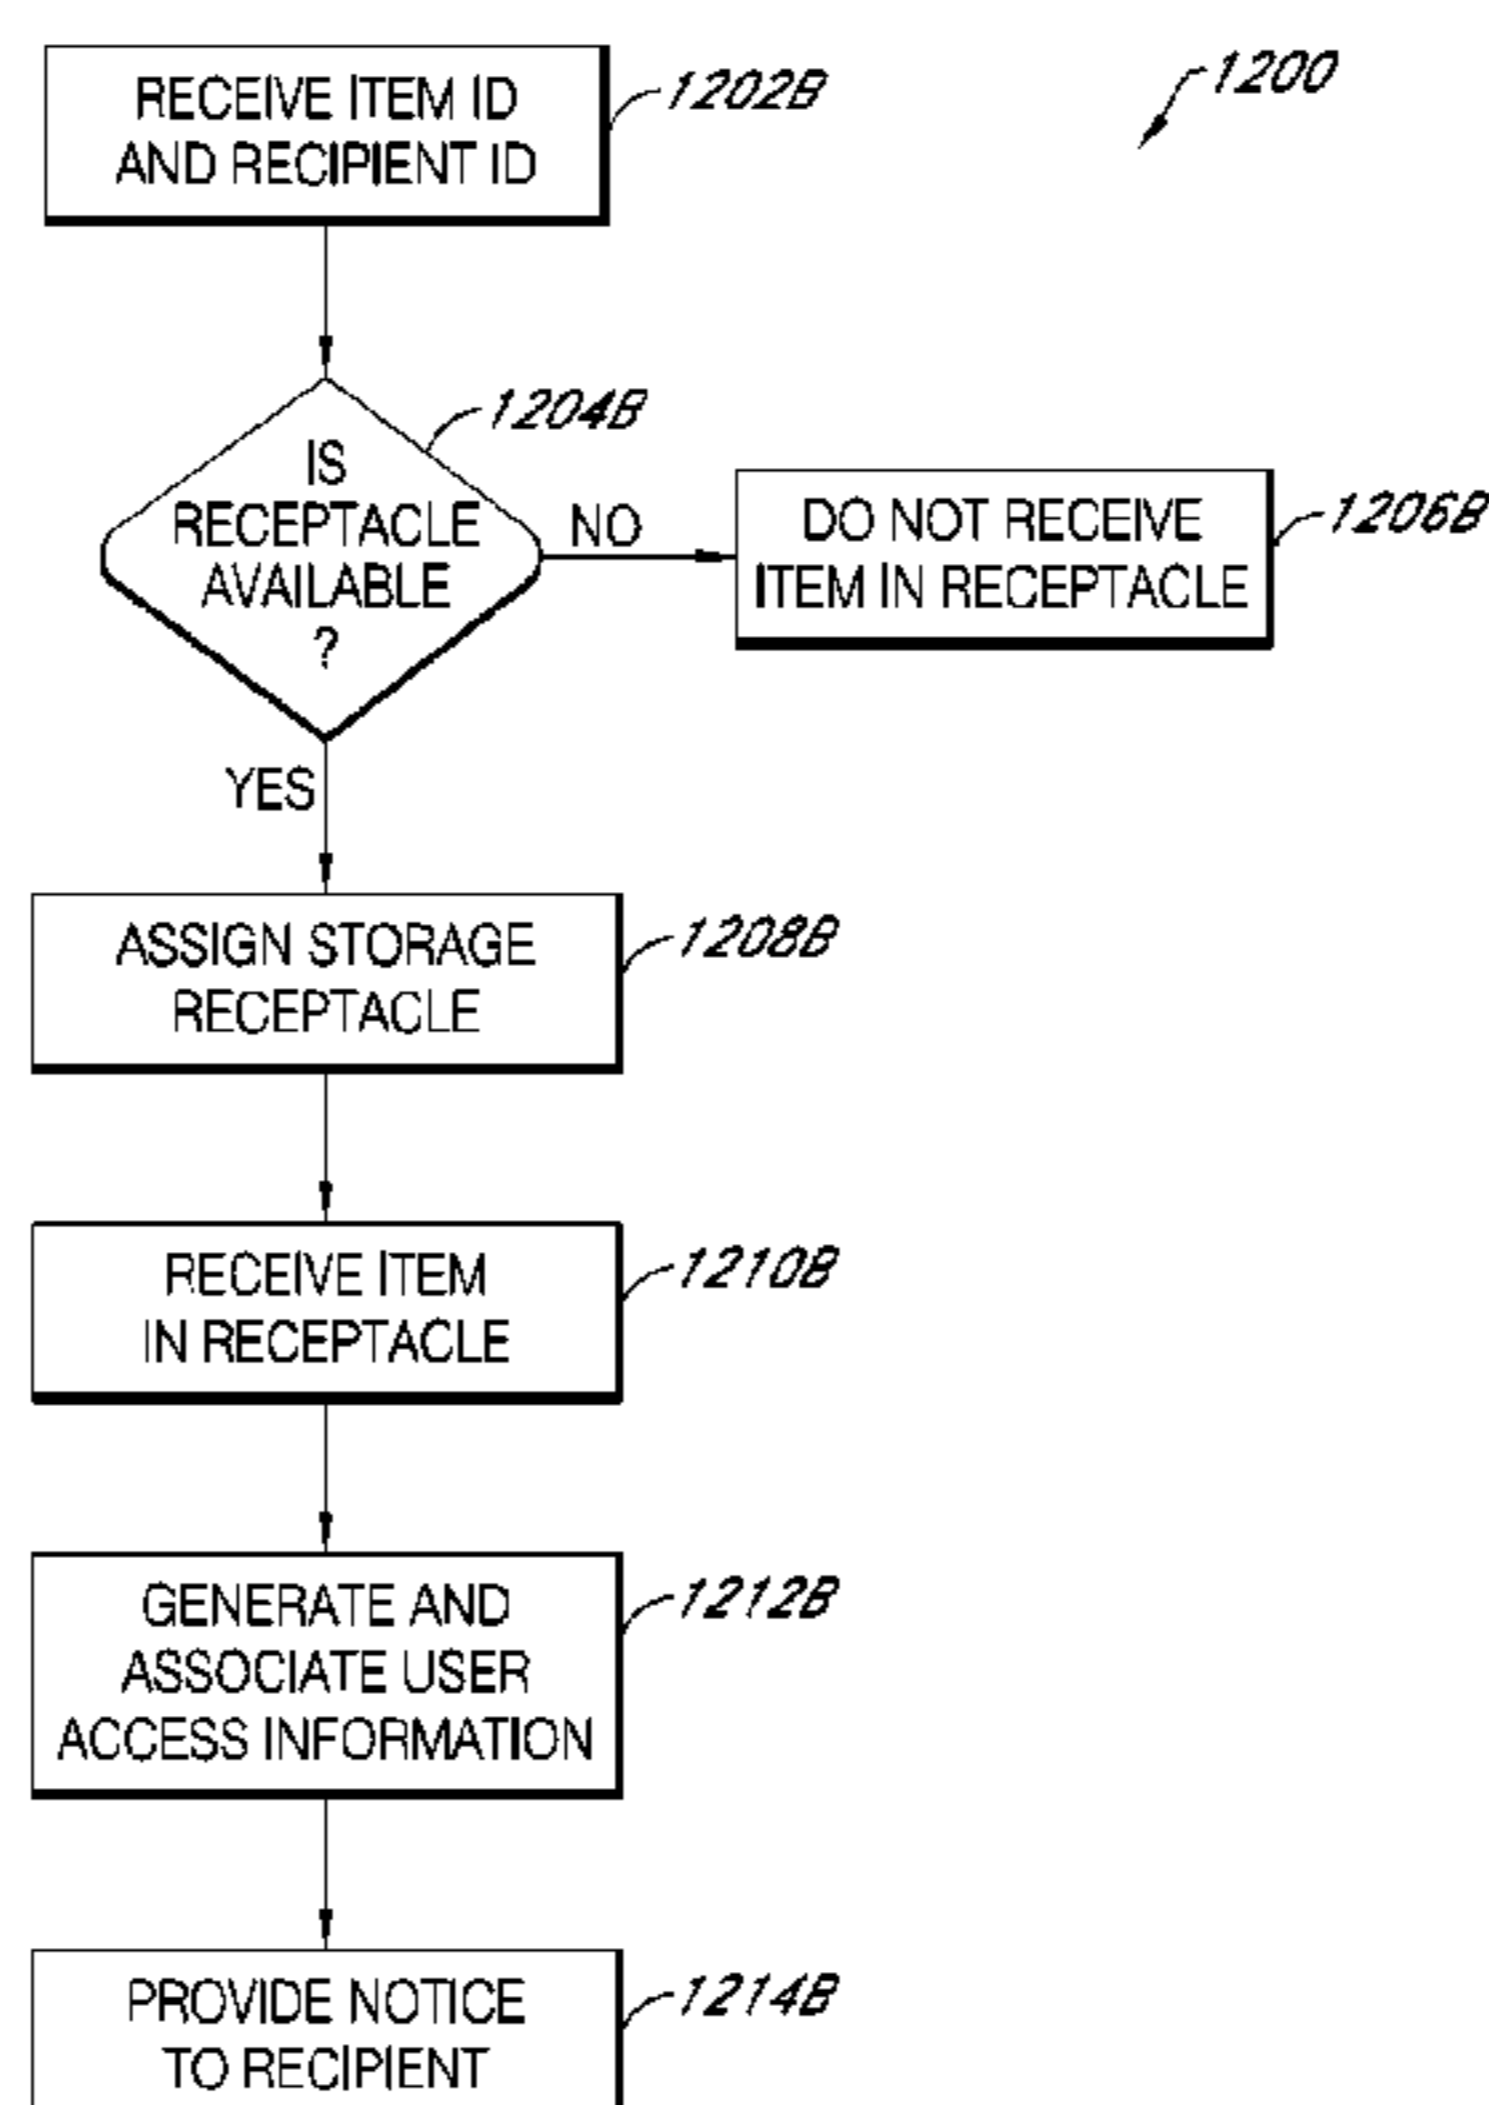 RECEIVE ITEM ID
AND RECIPIENT ID
1202B
1200
IS
RECEPTACLE
AVAILABLE
?
1204B
NO
DO NOT RECEIVE
ITEM IN RECEPTACLE
1206B
YES
ASSIGN STORAGE
RECEPTACLE
1208B
RECEIVE ITEM
IN RECEPTACLE
1210B
GENERATE AND
ASSOCIATE USER
ACCESS INFORMATION
1212B
PROVIDE NOTICE
TO RECIPIENT
1214B